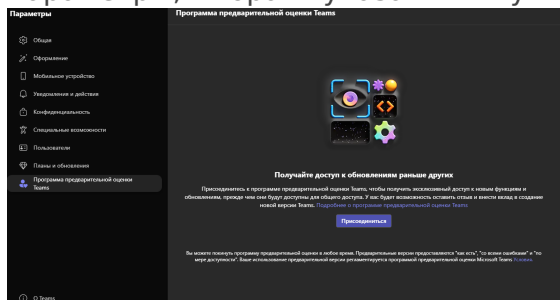 Параметры
Программа предварительной оценки Teams
Общая
Оформление
Мобильное устройство
Уведомления и действия
Конфиденциальность
Специальные возможности
Пользователи
Планы и обновления
Программа предварительной оценки
Teams
Получайте доступ к обновлениям раньше других
Присоединитесь к программе предварительной оценки Teams, чтобы получить эксклюзивный доступ к новым функциям и
обновлениям, прежде чем они будут доступны для общего доступа. У вас будет возможность оставить отзыв и внести вклад в создание
новой версии Teams. Подробнее о программе предварительной оценки Teams
Присоединиться
Вы можете покинуть программу предварительной оценки в любое время. Предварительные версии предоставляются "как есть", "со всеми ошибками" и "по
мере доступности". Ваше использование предварительной версии регламентируется программой предварительной оценки Microsoft Teams Условия.
О Teams